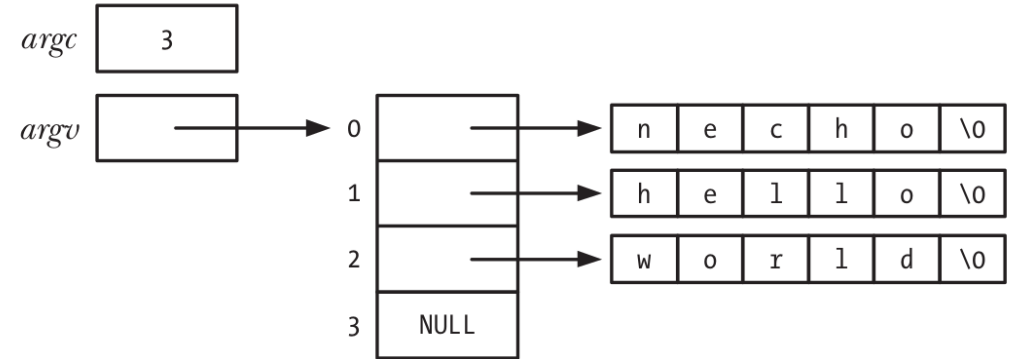 argc 3
argv 0 n e c h o \0
1 h e l l o \0
2 w o r l d \0
3 NULL